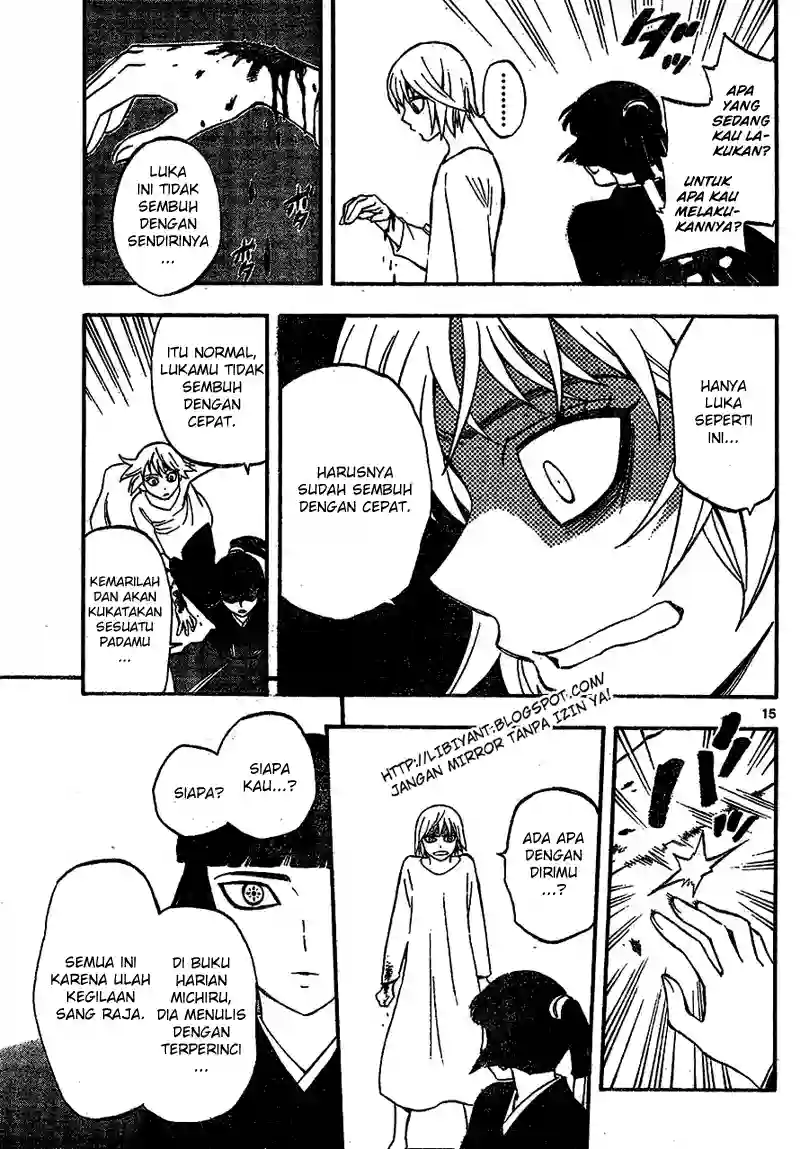 APA
YANG
SEDANG
KAU LA-
KUKAN?
UNTUK
APA KAU
MELAKU-
KANNYA?
........
LUKA
INI TIDAK
SEMBUH
DENGAN
SENDIRINYA
...
HANYA
LUKA
SEPERTI
INI...
HARUSNYA
SUDAH SEMBUH
DENGAN CEPAT.
ITU NORMAL,
LUKAMU TIDAK
SEMBUH
DENGAN
CEPAT.
KEMARILAH
DAN AKAN
KUKATAKAN
SESUATU
PADAMU
...
15
HTTP://LIBIYANT.BLOGSPOT.COM
JANGAN MIRROR TANPA IZIN YA!
ADA APA
DENGAN
DIRIMU
...?
SIAPA
KAU...?
SIAPA?
DI BUKU
HARIAN
MICHIRU,
DIA MENULIS
DENGAN
TERPERINCI
...
SEMUA INI
KARENA ULAH
KEGILAAN
SANG RAJA.